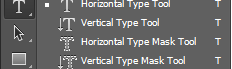 Horizontal Type Tool T
Vertical Type Tool T
Horizontal Type Mask Tool T
Vertical Type Mask Tool T